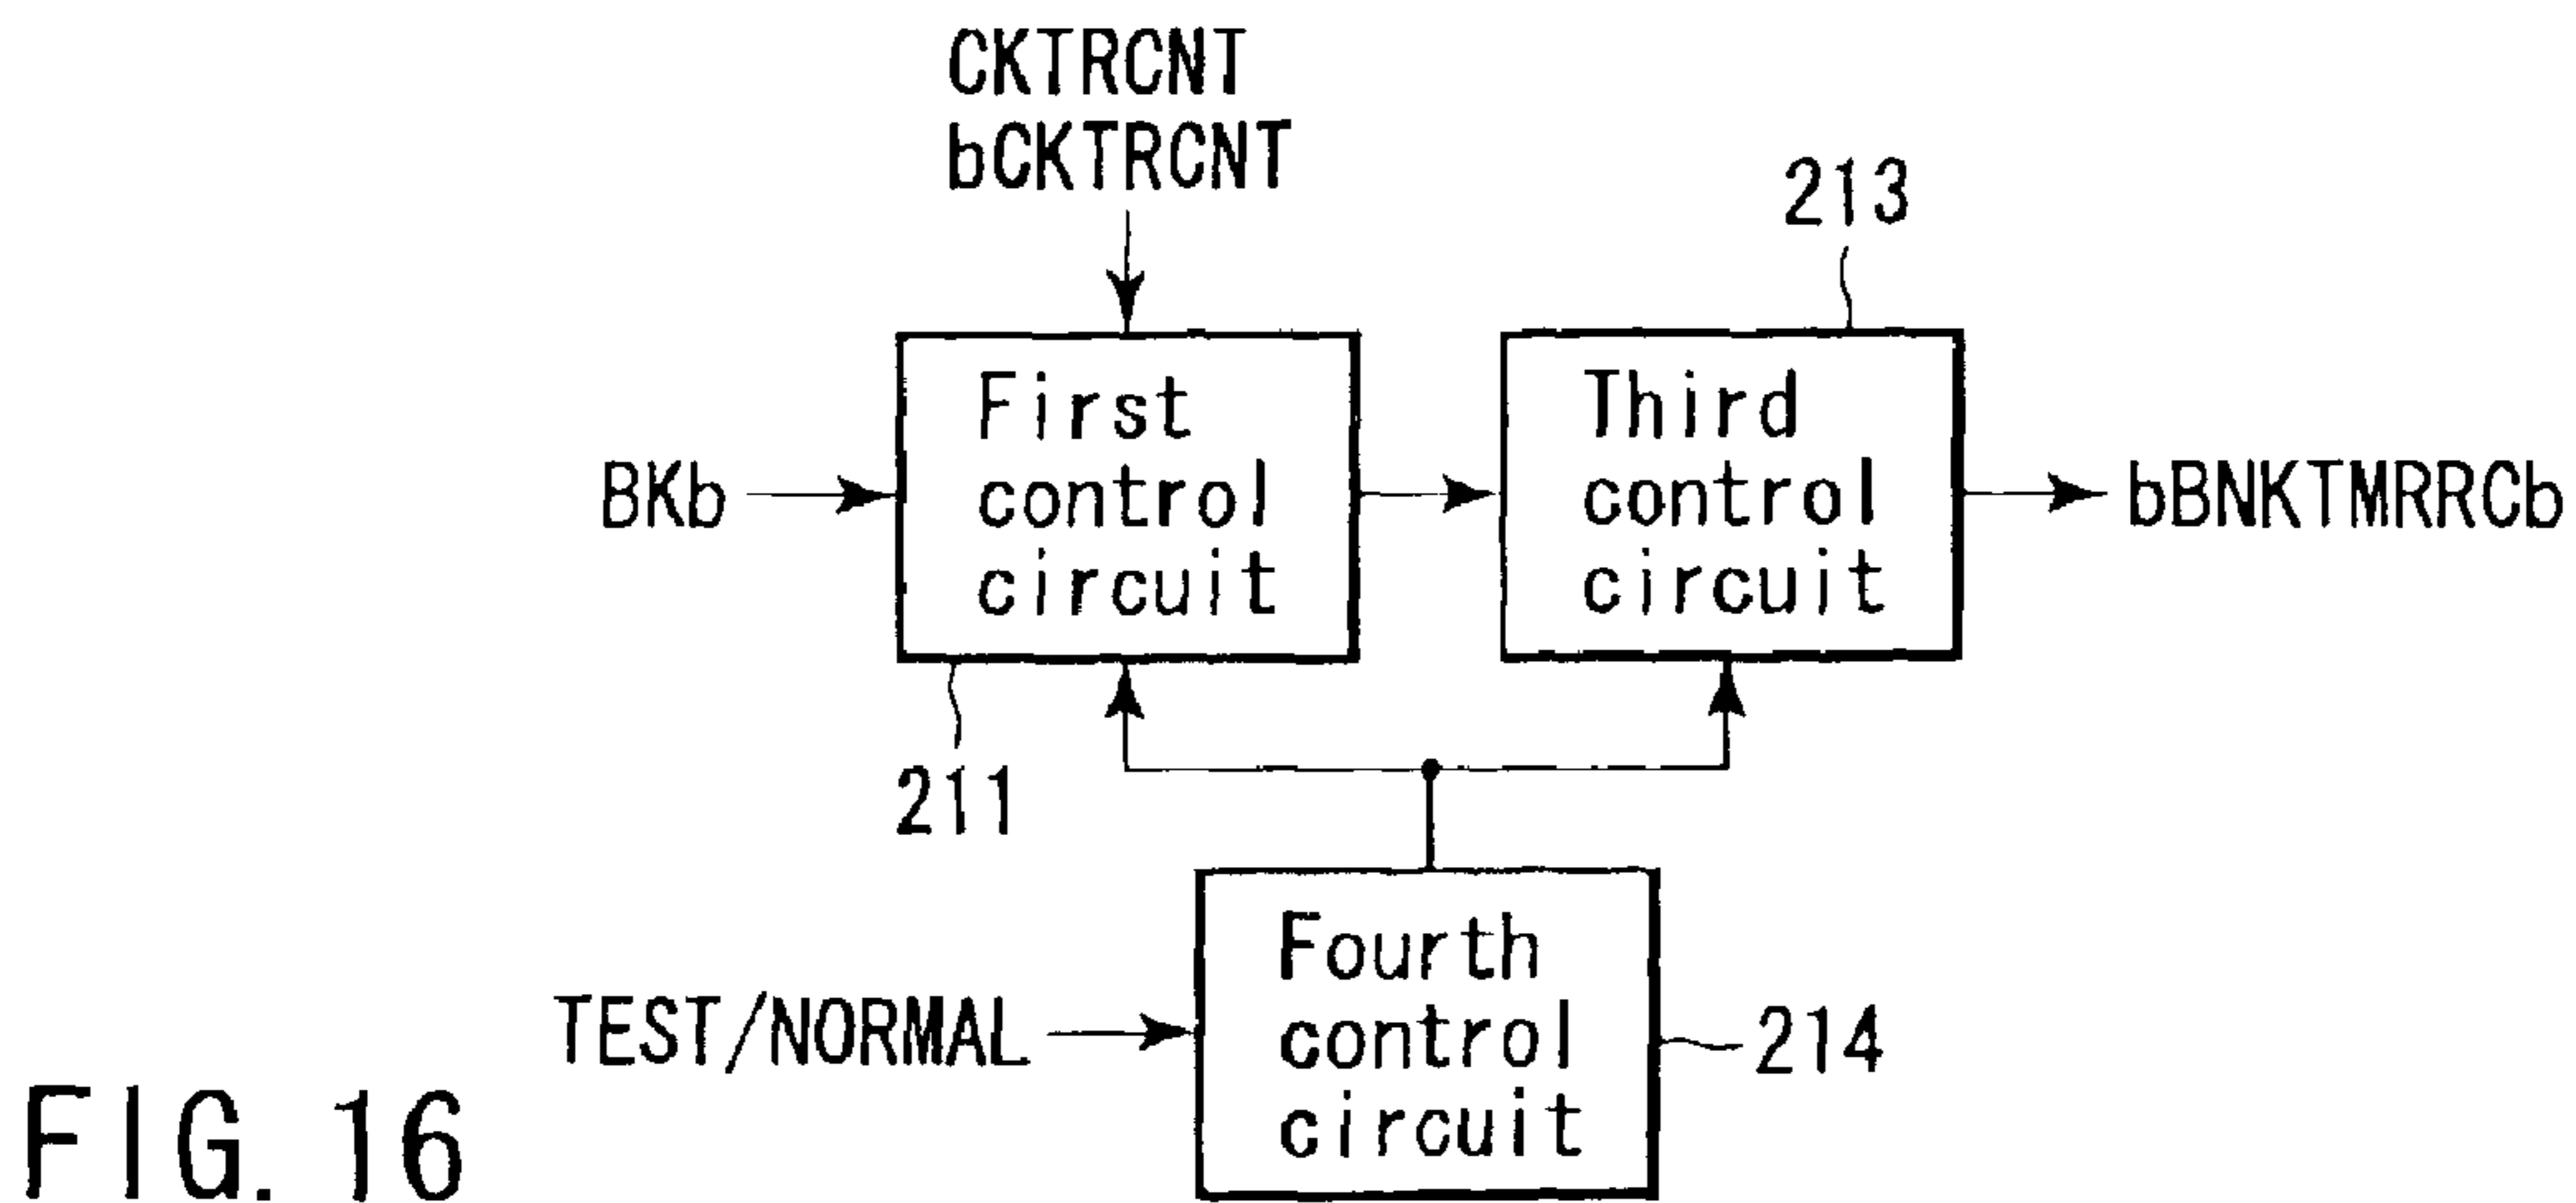 CKTRCNT
bCKTRCNT
213
First
control
circuit
Third
control
circuit
BKb
bBNKTMRRCb
211
Fourth
control
circuit
TEST/NORMAL
214
FIG. 16